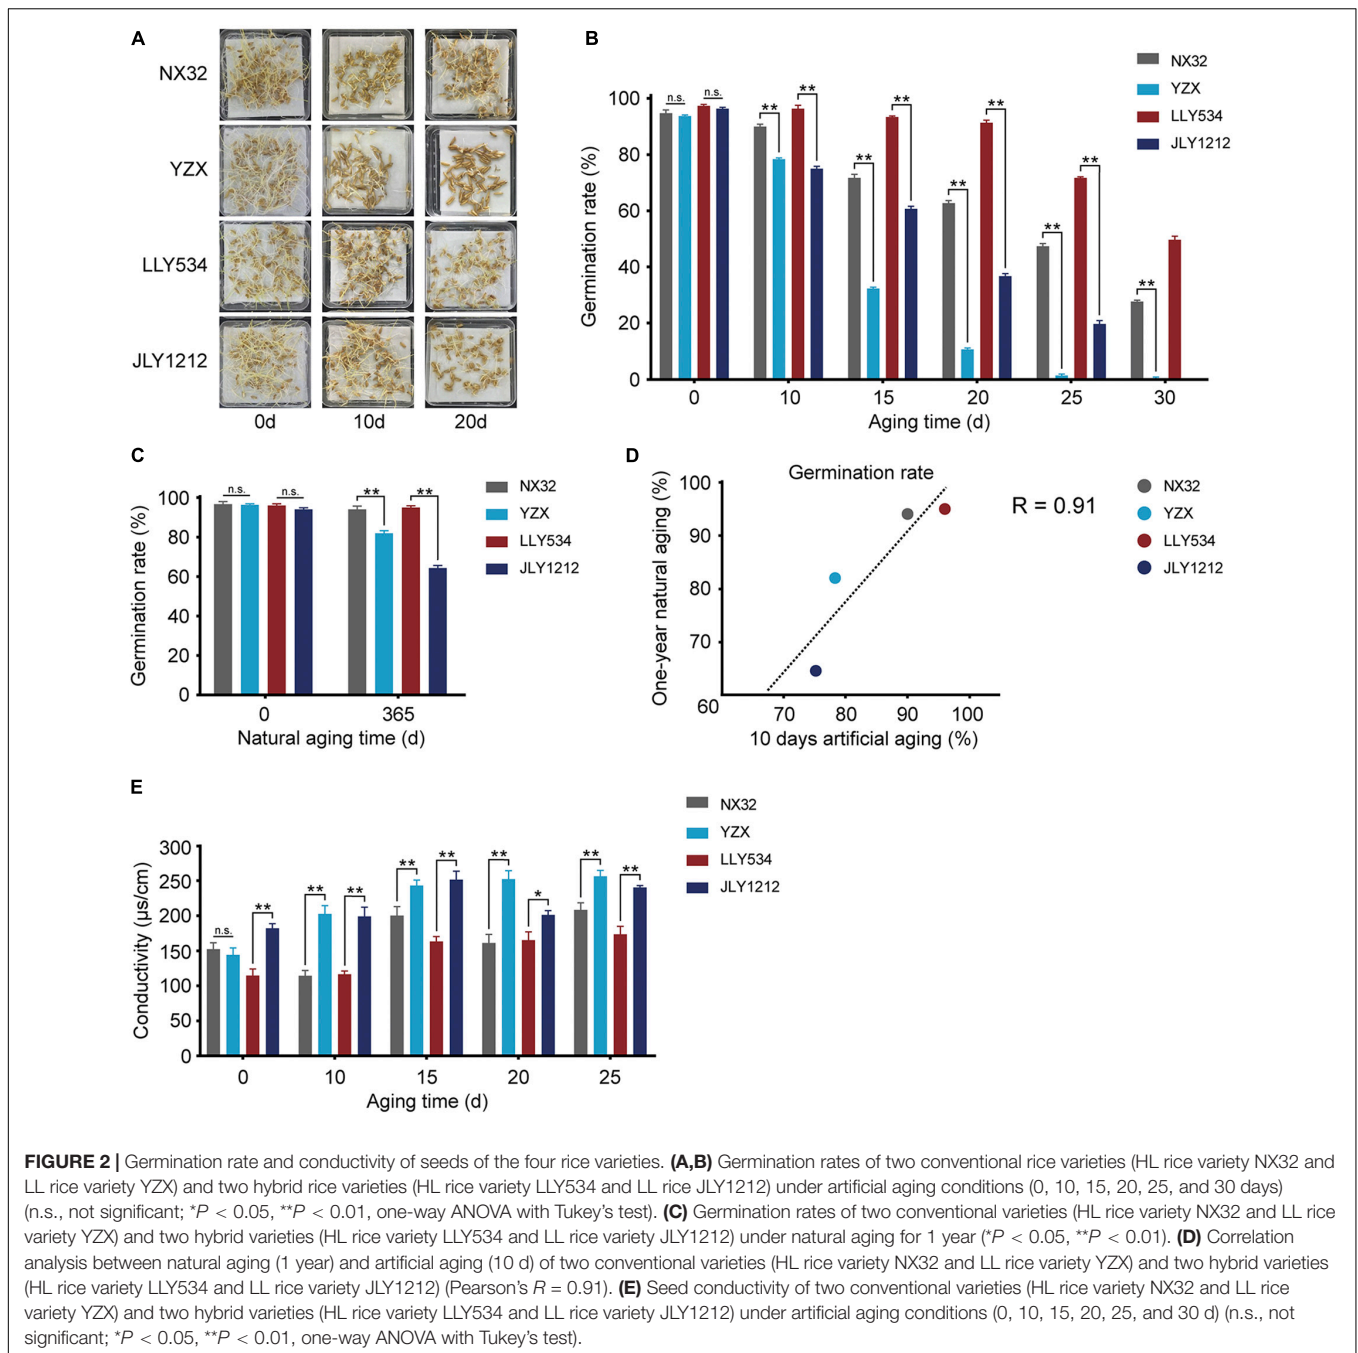 A
NX32
YZX
LLY534
JLY1212
0d 10d 20d
B
NX32
YZX
LLY534
JLY1212
Germination rate (%)
100
80
60
40
20
0
n.s. n.s. ** ** ** ** ** ** ** ** **
0 10 15 20 25 30
Aging time (d)
C
NX32
YZX
LLY534
JLY1212
Germination rate (%)
100
80
60
40
20
0
n.s. n.s. ** **
0 365
Natural aging time (d)
D
Germination rate
R = 0.91
NX32
YZX
LLY534
JLY1212
One-year natural aging (%)
100
90
80
70
60
70 80 90 100
10 days artificial aging (%)
E
NX32
YZX
LLY534
JLY1212
Conductivity (µs/cm)
300
250
200
150
100
50
0
n.s. ** ** ** ** ** ** * ** **
0 10 15 20 25
Aging time (d)
FIGURE 2 | Germination rate and conductivity of seeds of the four rice varieties. (A,B) Germination rates of two conventional rice varieties (HL rice variety NX32 and
LL rice variety YZX) and two hybrid rice varieties (HL rice variety LLY534 and LL rice JLY1212) under artificial aging conditions (0, 10, 15, 20, 25, and 30 days)
(n.s., not significant; *P < 0.05, **P < 0.01, one-way ANOVA with Tukey's test). (C) Germination rates of two conventional varieties (HL rice variety NX32 and LL rice
variety YZX) and two hybrid varieties (HL rice variety LLY534 and LL rice variety JLY1212) under natural aging for 1 year (*P < 0.05, **P < 0.01). (D) Correlation
analysis between natural aging (1 year) and artificial aging (10 d) of two conventional varieties (HL rice variety NX32 and LL rice variety YZX) and two hybrid varieties
(HL rice variety LLY534 and LL rice variety JLY1212) (Pearson's R = 0.91). (E) Seed conductivity of two conventional varieties (HL rice variety NX32 and LL rice
variety YZX) and two hybrid varieties (HL rice variety LLY534 and LL rice variety JLY1212) under artificial aging conditions (0, 10, 15, 20, 25, and 30 d) (n.s., not
significant; *P < 0.05, **P < 0.01, one-way ANOVA with Tukey's test).